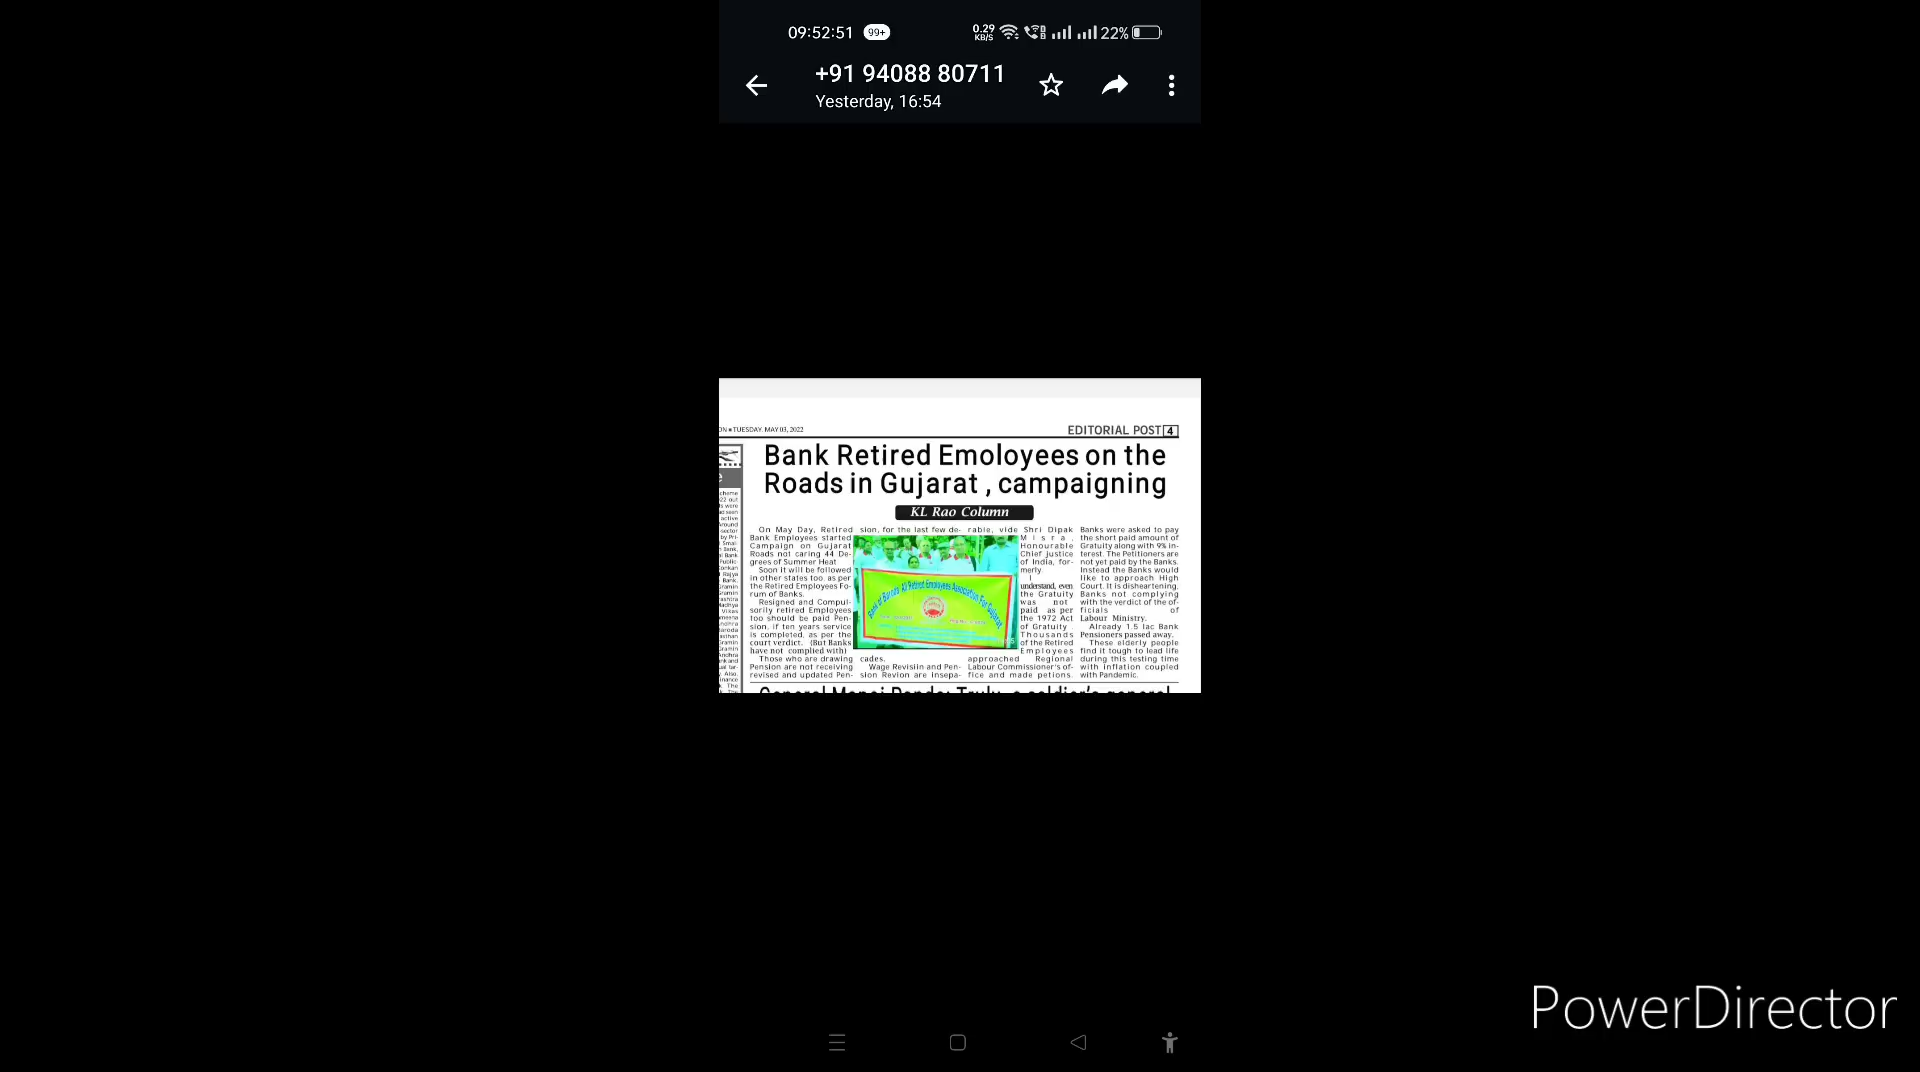 09:52:51 99+ 0.29 KB/S 22%
+91 94088 80711
Yesterday, 16:54
TUESDAY, MAY 03, 2022
EDITORIAL POST 4
Bank Retired Emoloyees on the
Roads in Gujarat , campaigning
KL Rao Column
On May Day, Retired
Bank Employees started
Campaign on Gujarat
Roads not caring 44 De-
grees of Summer Heat
Soon it will be followed
in other states too. as per
the Retired Employees Fo-
rum of Banks.
Resigned and Compul-
sorily retired Employees
too should be paid Pen-
sion, if ten years service
is completed, as per the
court verdict. (But Banks
have not complied with)
Those who are drawing
Pension are not receiving
revised and updated Pen-
sion, for the last few de-
Bank of Baroda All Retired Employees Association For Gujarat
cades.
Wage Revisiin and Pen-
sion Revion are insepa-
rable, vide Shri Dipak
Misra,
Honourable
Chief justice
of India, for-
merly.
I
understand, even
the Gratuity
was not
paid as per
the 1972 Act
of Gratuity .
Thousands
of the Retired
Employees
approached Regional
Labour Commissioner's of-
fice and made petions.
Banks were asked to pay
the short paid amount of
Gratuity along with 9% in-
terest. The Petitioners are
not yet paid by the Banks.
Instead the Banks would
like to approach High
Court. It is disheartening,
Banks not complying
with the verdict of the of-
ficials of
Labour Ministry.
Already 1.5 lac Bank
Pensioners passed away.
These elderly people
find it tough to lead life
during this testing time
with inflation coupled
with Pandemic.
PowerDirector